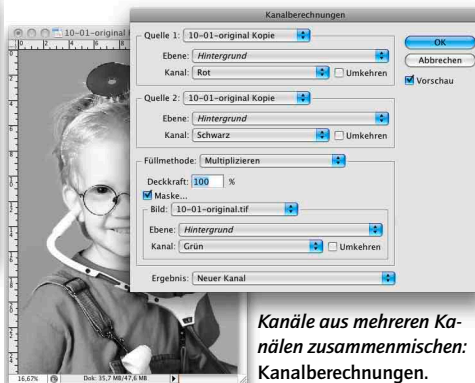 Kanalberechnungen
10-01-original
Quelle 1: 10-01-original Kopie
OK
Ebene: Hintergrund
Abbrechen
Kanal: Rot Umkehren
Vorschau
Quelle 2: 10-01-original Kopie
Ebene: Hintergrund
Kanal: Schwarz Umkehren
Füllmethode: Multiplizieren
Deckkraft: 100 %
Maske...
Bild: 10-01-original.tif
Ebene: Hintergrund
Kanal: Grün Umkehren
Ergebnis: Neuer Kanal
16,67% Dok: 35,7 MB/47,6 MB
Kanäle aus mehreren Ka-
nälen zusammenmischen:
Kanalberechnungen.